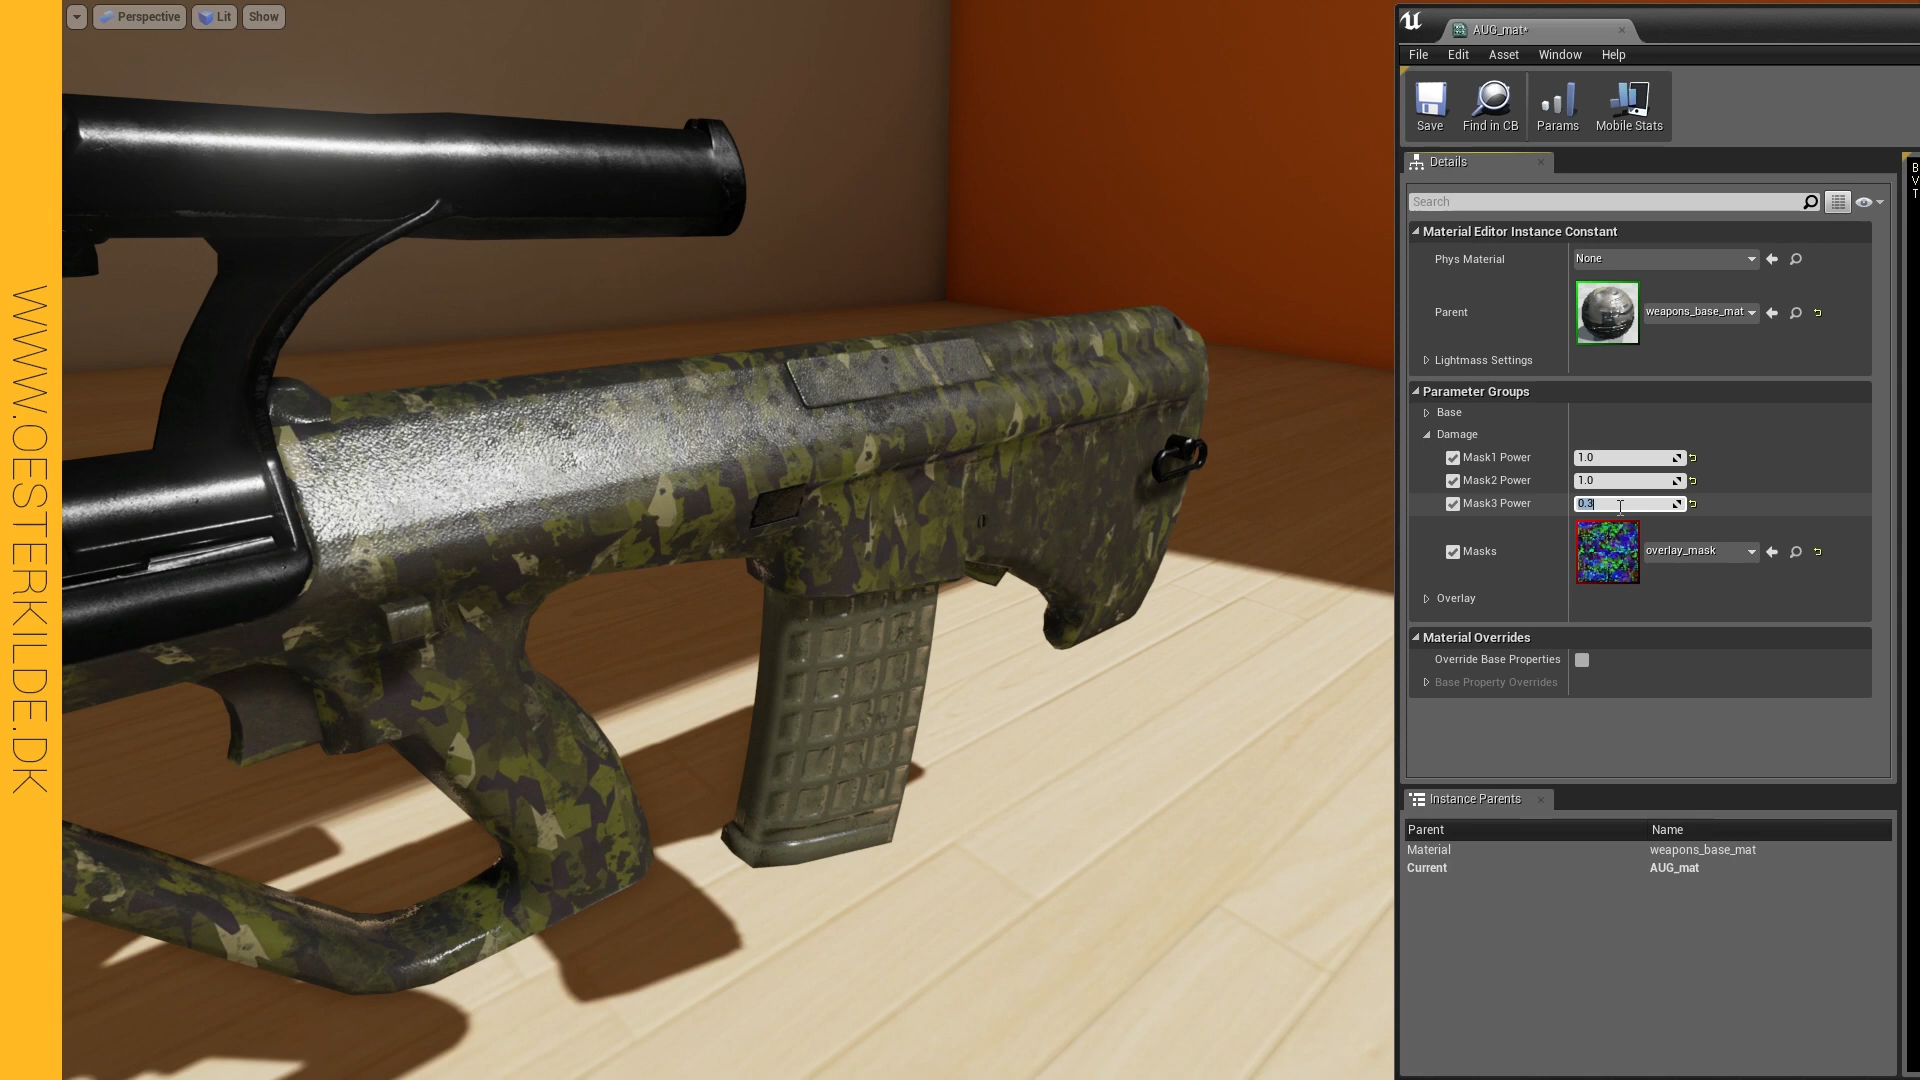 WWW.OESTERKILDE.DK
Perspective
Lit
Show
AUG_mat*
File Edit Asset Window Help
Save Find in CB Params Mobile Stats
Details
Search
Material Editor Instance Constant
Phys Material None
Parent weapons_base_mat
Lightmass Settings
Parameter Groups
Base
Damage
Mask1 Power 1.0
Mask2 Power 1.0
Mask3 Power 0.3
Masks overlay_mask
Overlay
Material Overrides
Override Base Properties
Base Property Overrides
Instance Parents
Parent Name
Material weapons_base_mat
Current AUG_mat
B
V
T